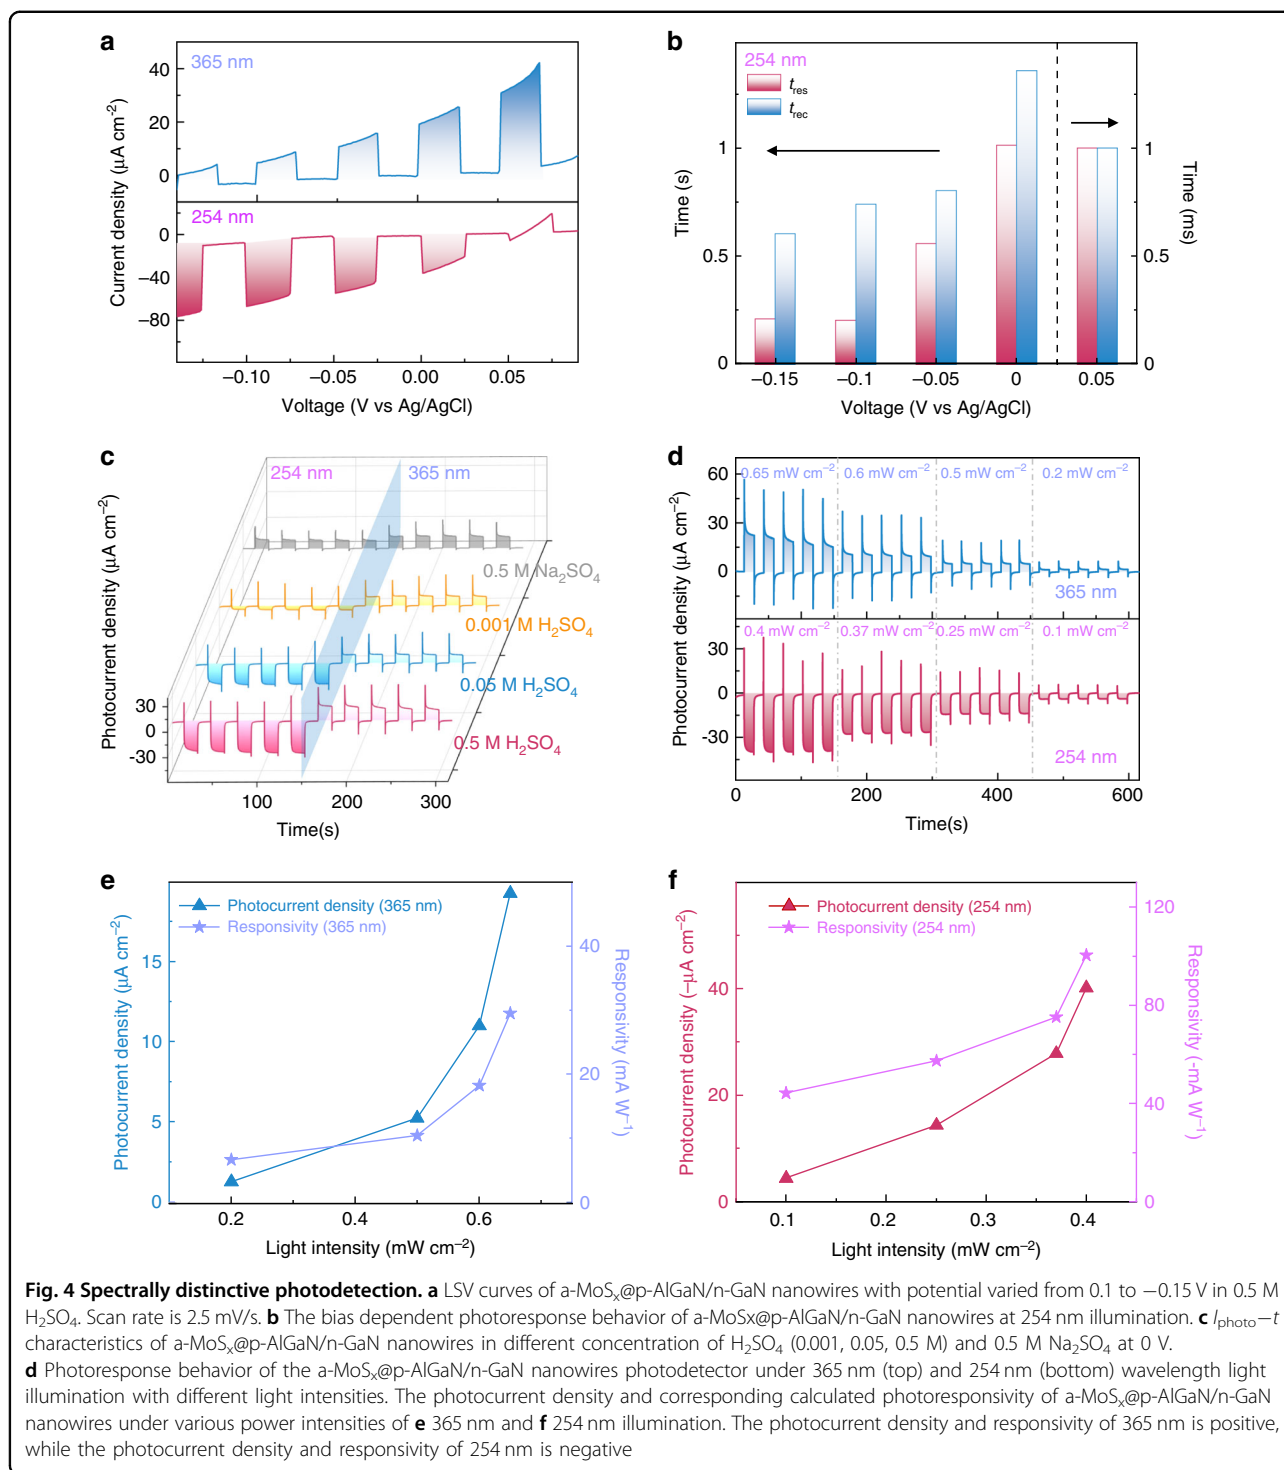 a
365 nm
40
20
0
254 nm
0
−40
−80
Current density (μA cm⁻²)
−0.10
−0.05
0.00
0.05
Voltage (V vs Ag/AgCl)
b
254 nm
t_res
t_rec
1
0.5
0
Time (s)
1
0.5
0
Time (ms)
−0.15
−0.1
−0.05
0
0.05
Voltage (V vs Ag/AgCl)
c
254 nm
365 nm
0.5 M Na₂SO₄
0.001 M H₂SO₄
0.05 M H₂SO₄
0.5 M H₂SO₄
30
0
-30
Photocurrent density (μA cm⁻²)
100
200
300
Time(s)
d
0.65 mW cm⁻²
0.6 mW cm⁻²
0.5 mW cm⁻²
0.2 mW cm⁻²
60
30
0
365 nm
0.4 mW cm⁻²
0.37 mW cm⁻²
0.25 mW cm⁻²
0.1 mW cm⁻²
30
0
-30
254 nm
Photocurrent density (μA cm⁻²)
0
200
400
600
Time(s)
e
Photocurrent density (365 nm)
Responsivity (365 nm)
15
10
5
0
Photocurrent density (μA cm⁻²)
40
20
0
Responsivity (mA W⁻¹)
0.2
0.4
0.6
Light intensity (mW cm⁻²)
f
Photocurrent density (254 nm)
Responsivity (254 nm)
40
20
0
Photocurrent density (−μA cm⁻²)
120
80
40
0
Responsivity (-mA W⁻¹)
0.1
0.2
0.3
0.4
Light intensity (mW cm⁻²)
Fig. 4 Spectrally distinctive photodetection. a LSV curves of a-MoSₓ@p-AlGaN/n-GaN nanowires with potential varied from 0.1 to −0.15 V in 0.5 M
H₂SO₄. Scan rate is 2.5 mV/s. b The bias dependent photoresponse behavior of a-MoSx@p-AlGaN/n-GaN nanowires at 254 nm illumination. c I_photo−t
characteristics of a-MoSₓ@p-AlGaN/n-GaN nanowires in different concentration of H₂SO₄ (0.001, 0.05, 0.5 M) and 0.5 M Na₂SO₄ at 0 V.
d Photoresponse behavior of the a-MoSₓ@p-AlGaN/n-GaN nanowires photodetector under 365 nm (top) and 254 nm (bottom) wavelength light
illumination with different light intensities. The photocurrent density and corresponding calculated photoresponsivity of a-MoSₓ@p-AlGaN/n-GaN
nanowires under various power intensities of e 365 nm and f 254 nm illumination. The photocurrent density and responsivity of 365 nm is positive,
while the photocurrent density and responsivity of 254 nm is negative